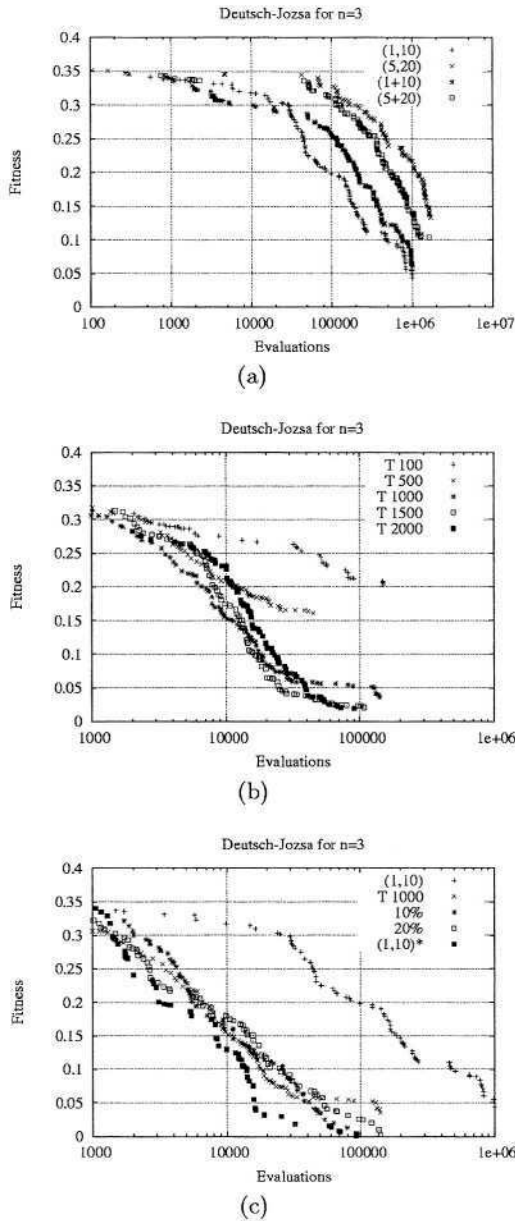 Deutsch-Jozsa for n=3
0.4
0.35
0.3
0.25
0.2
0.15
0.1
0.05
0
Fitness
(1,10)
(5,20)
(1+10)
(5+20)
100
1000
10000
100000
1e+06
1e+07
Evaluations
(a)
Deutsch-Jozsa for n=3
0.4
0.35
0.3
0.25
0.2
0.15
0.1
0.05
0
Fitness
T 100
T 500
T 1000
T 1500
T 2000
1000
10000
100000
1e+06
Evaluations
(b)
Deutsch-Jozsa for n=3
0.4
0.35
0.3
0.25
0.2
0.15
0.1
0.05
0
Fitness
(1,10)
T 1000
10%
20%
(1,10)*
1000
10000
100000
1e+06
Evaluations
(c)